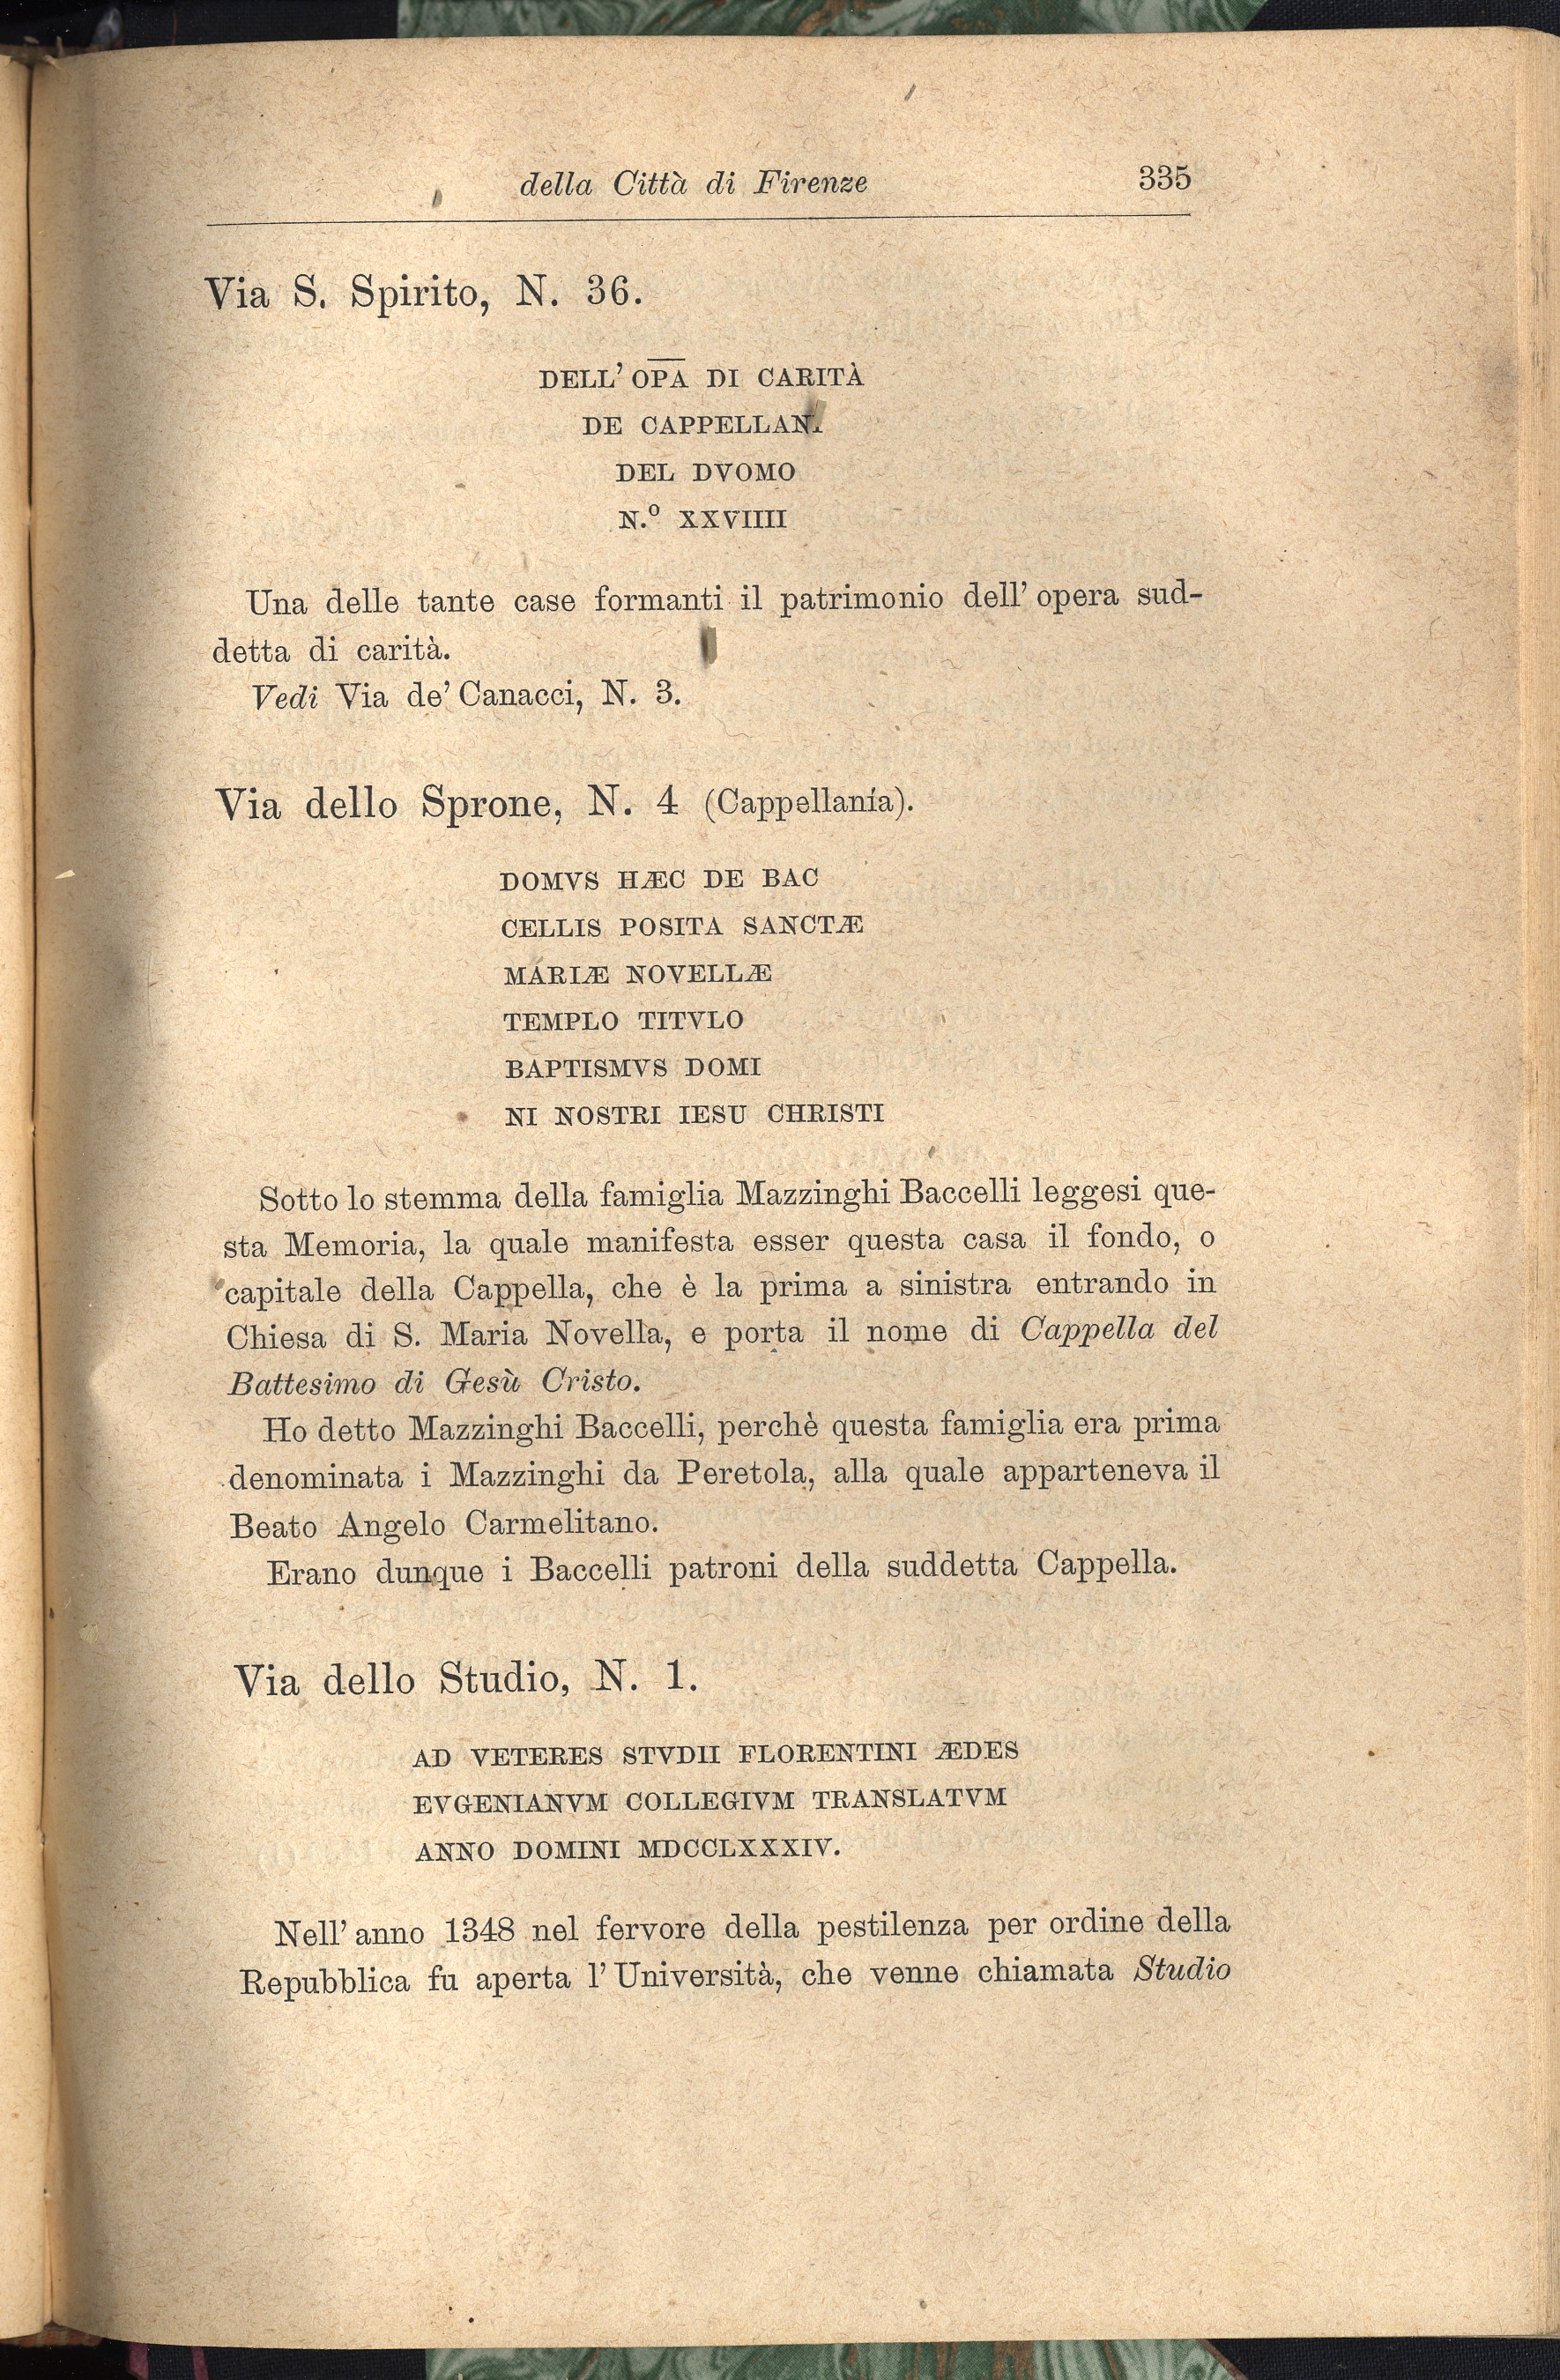 della Città di Firenze 335
Via S. Spirito, N. 36.
DELL' OP̅A̅ DI CARITÀ
DE CAPPELLANI
DEL DVOMO
N.º XXVIIII
Una delle tante case formanti il patrimonio dell' opera sud-
detta di carità.
Vedi Via de' Canacci, N. 3.
Via dello Sprone, N. 4 (Cappellanía).
DOMVS HÆC DE BAC
CELLIS POSITA SANCTÆ
MARIÆ NOVELLÆ
TEMPLO TITVLO
BAPTISMVS DOMI
NI NOSTRI IESU CHRISTI
Sotto lo stemma della famiglia Mazzinghi Baccelli leggesi que-
sta Memoria, la quale manifesta esser questa casa il fondo, o
capitale della Cappella, che è la prima a sinistra entrando in
Chiesa di S. Maria Novella, e porta il nome di Cappella del
Battesimo di Gesù Cristo.
Ho detto Mazzinghi Baccelli, perchè questa famiglia era prima
denominata i Mazzinghi da Peretola, alla quale apparteneva il
Beato Angelo Carmelitano.
Erano dunque i Baccelli patroni della suddetta Cappella.
Via dello Studio, N. 1.
AD VETERES STVDII FLORENTINI ÆDES
EVGENIANVM COLLEGIVM TRANSLATVM
ANNO DOMINI MDCCLXXXIV.
Nell' anno 1348 nel fervore della pestilenza per ordine della
Repubblica fu aperta l' Università, che venne chiamata Studio